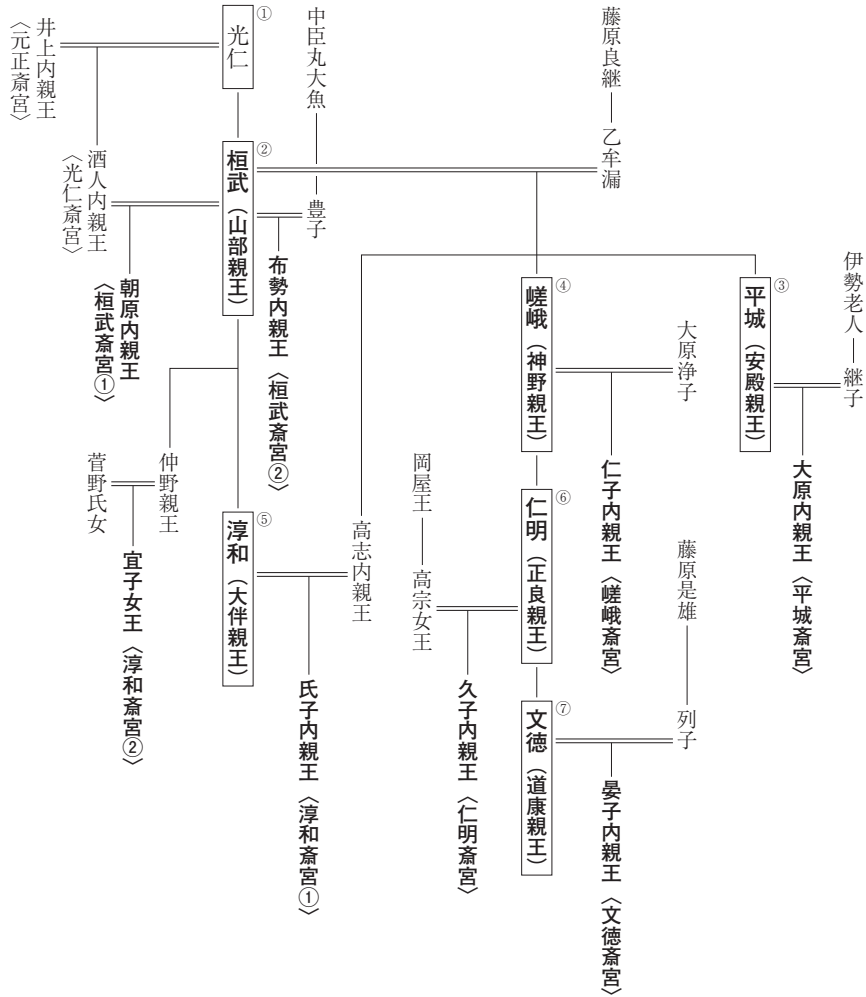 伊勢老人
継子
③
平城（安殿親王）
大原内親王〈平城斎宮〉
藤原良継
乙牟漏
大原浄子
④
嵯峨（神野親王）
仁子内親王〈嵯峨斎宮〉
藤原是雄
列子
⑥
仁明（正良親王）
岡屋王
高宗女王
久子内親王〈仁明斎宮〉
⑦
文徳（道康親王）
晏子内親王〈文徳斎宮〉
高志内親王
中臣丸大魚
豊子
布勢内親王〈桓武斎宮②〉
①
光仁
②
桓武（山部親王）
⑤
淳和（大伴親王）
氏子内親王〈淳和斎宮①〉
仲野親王
菅野氏女
宜子女王〈淳和斎宮②〉
井上内親王
〈元正斎宮〉
酒人内親王
〈光仁斎宮〉
朝原内親王
〈桓武斎宮①〉